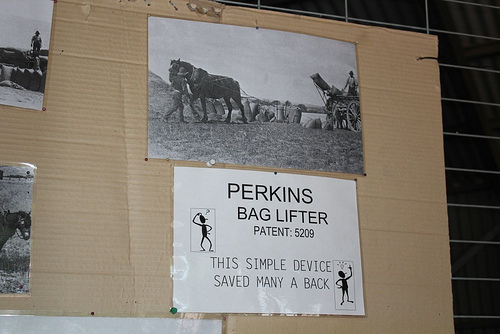 PERKINS
BAG LIFTER
PATENT: 5209
THIS SIMPLE DEVICE
SAVED MANY A BACK